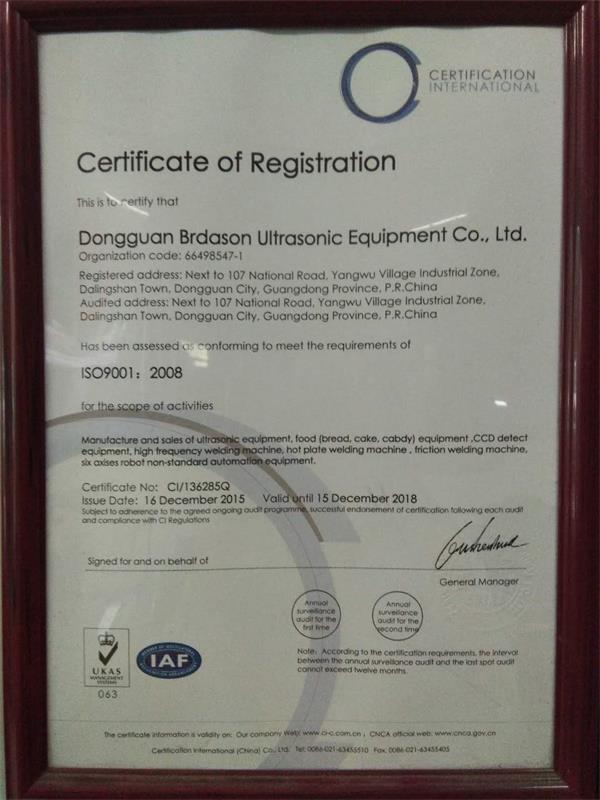 CERTIFICATION
INTERNATIONAL
Certificate of Registration
This is to certify that
Dongguan Brdason Ultrasonic Equipment Co., Ltd.
Organization code: 66498547-1
Registered address: Next to 107 National Road, Yangwu Village Industrial Zone,
Dalingshan Town, Dongguan City, Guangdong Province, P.R.China
Audited address: Next to 107 National Road, Yangwu Village Industrial Zone,
Dalingshan Town, Dongguan City, Guangdong Province, P.R.China
Has been assessed as conforming to meet the requirements of
ISO9001: 2008
for the scope of activities
Manufacture and sales of ultrasonic equipment, food (bread, cake, cabdy) equipment ,CCD detect
equipment, high frequency welding machine, hot plate welding machine , friction welding machine,
six axises robot non-standard automation equipment.
Certificate No: CI/136285Q
Issue Date: 16 December 2015 Valid until 15 December 2018
Subject to adherence to the agreed ongoing audit programme, successful endorsement of certification following each audit
and compliance with CI Regulations
Signed for and on behalf of
General Manager
Annual
surveillance
audit for the
first time
Annual
surveillance
audit for the
second time
Note: According to the certification requirements, the interval
between the annual surveillance audit and the last spot audit
cannot exceed twelve months.
UKAS
MANAGEMENT
SYSTEMS
063
IAF
The certificate information is validity on: Our company Web: www.ci-c.com.cn , CNCA official web: www.cnca.gov.cn
Certification International (China) Co., Ltd. Tel: 0086-021-63455510 Fax: 0086-021-63455405